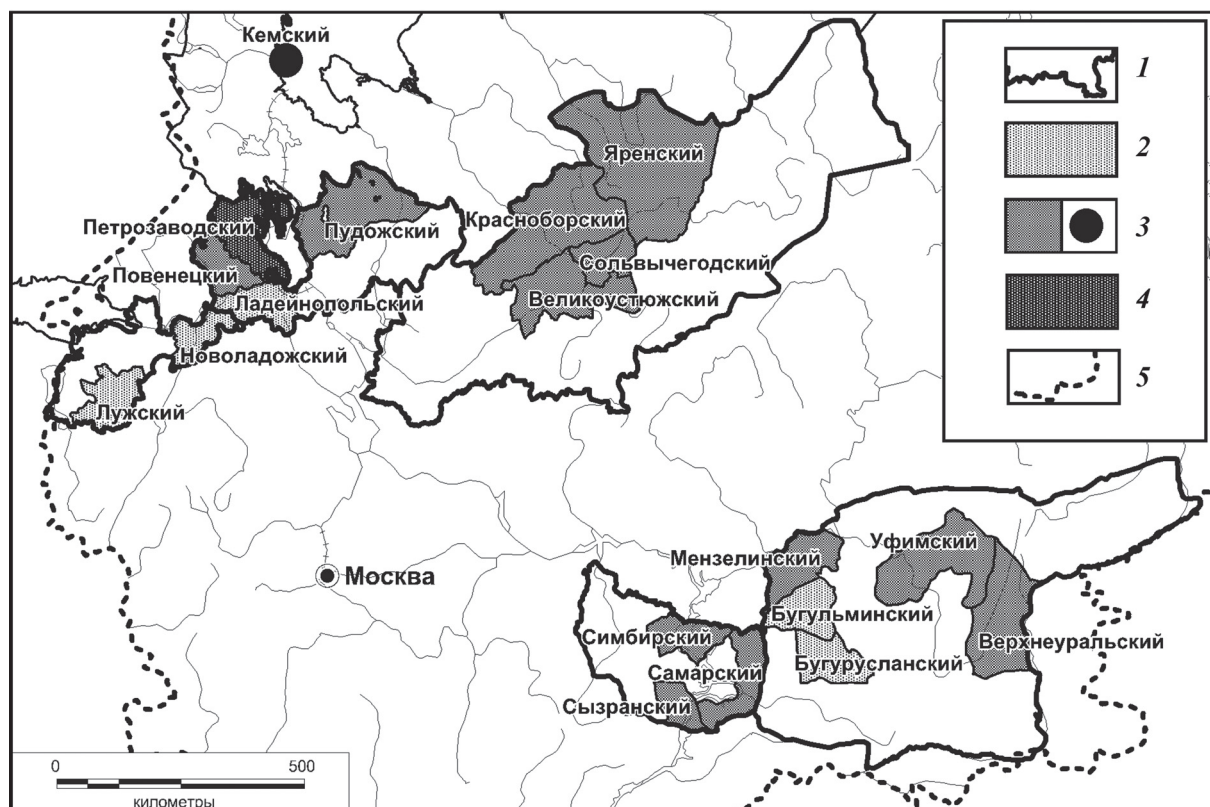 Кемский
1
2
3
4
5
Яренский
Красноборский
Петрозаводский
Пудожский
Повенецкий
Сольвычегодский
Великоустюжский
Ладейнопольский
Новоладожский
Лужский
Москва
Мензелинский
Уфимский
Бугульминский
Симбирский
Верхнеуральский
Бугурусланский
Самарский
Сызранский
0 500
километры